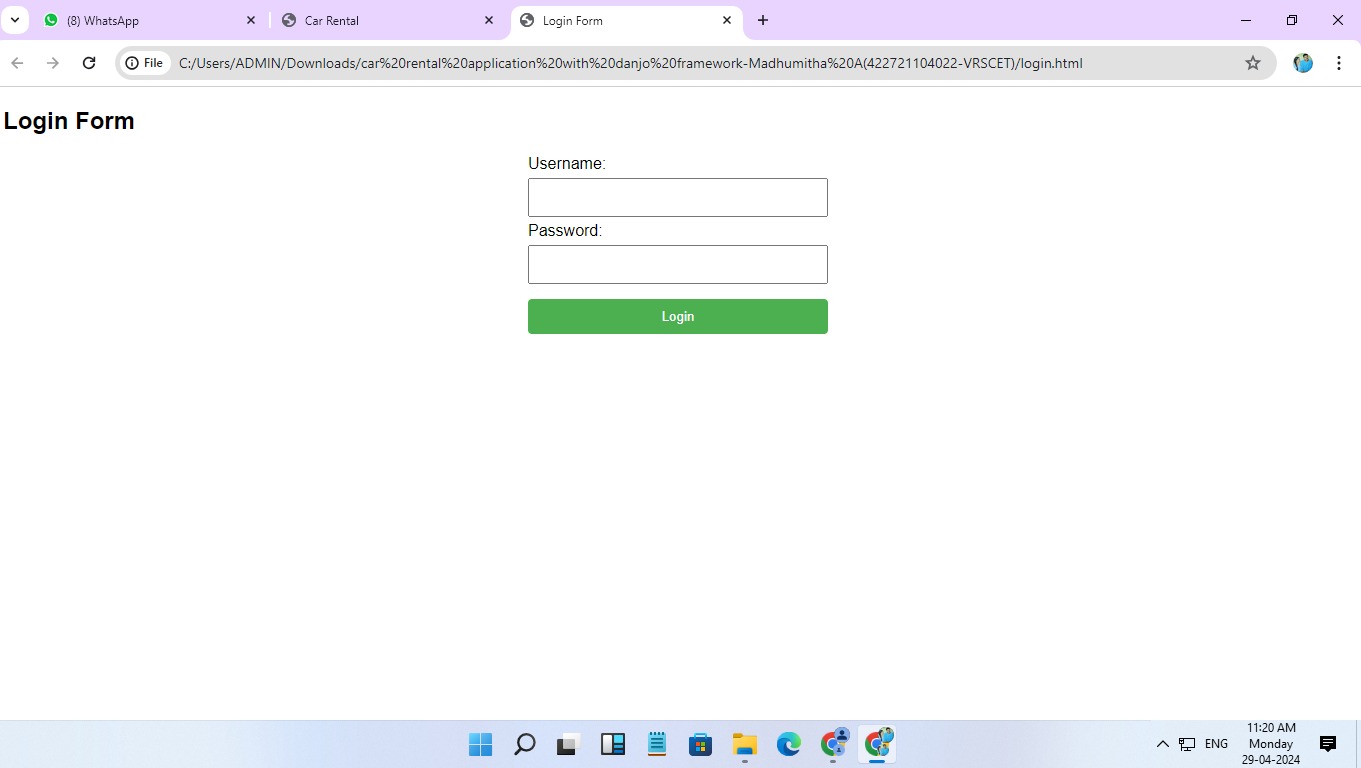 (8) WhatsApp
Car Rental
Login Form
File
C:/Users/ADMIN/Downloads/car%20rental%20application%20with%20danjo%20framework-Madhumitha%20A(422721104022-VRSCET)/login.html
Login Form
Username:
Password:
Login
ENG
11:20 AM
Monday
29-04-2024